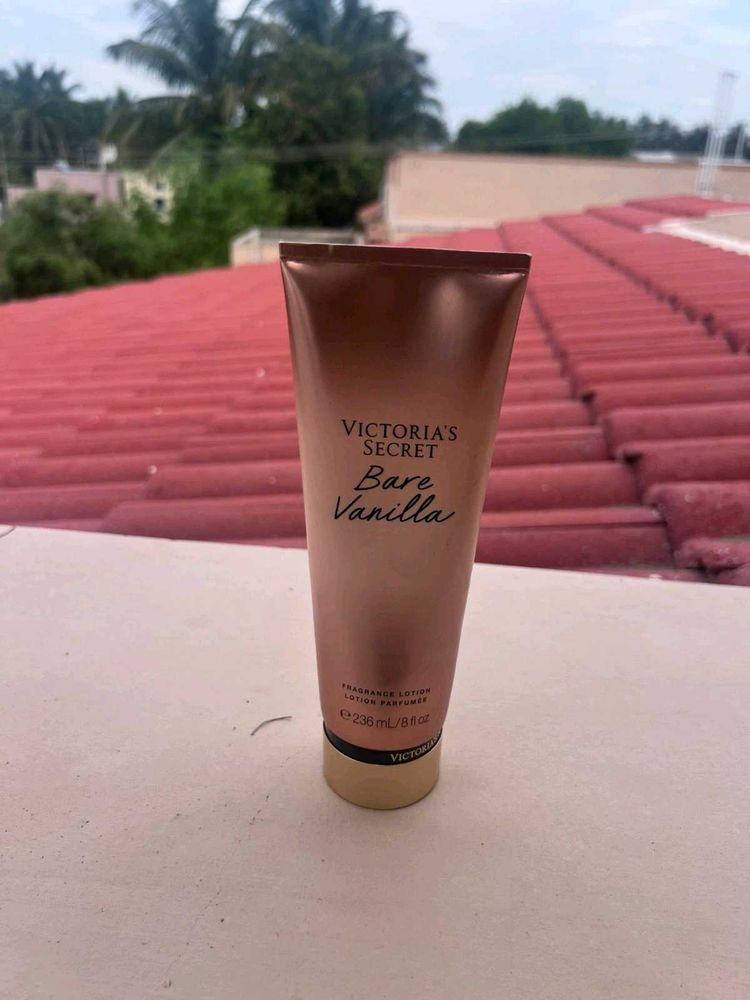 VICTORIA'S
SECRET
Bare
Vanilla
FRAGRANCE LOTION
LOTION PARFUMÉE
℮ 236 mL/8 fl oz
VICTORIA'S